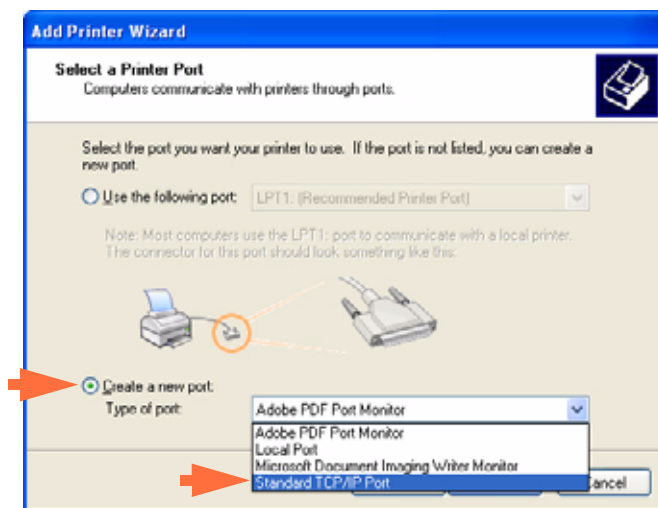 Add Printer Wizard
Select a Printer Port
Computers communicate with printers through ports.
Select the port you want your printer to use. If the port is not listed, you can create a
new port.
Use the following port: LPT1: (Recommended Printer Port)
Note: Most computers use the LPT1: port to communicate with a local printer.
The connector for this port should look something like this:
Create a new port:
Type of port: Adobe PDF Port Monitor
Adobe PDF Port Monitor
Local Port
Microsoft Document Imaging Writer Monitor
Standard TCP/IP Port
Cancel